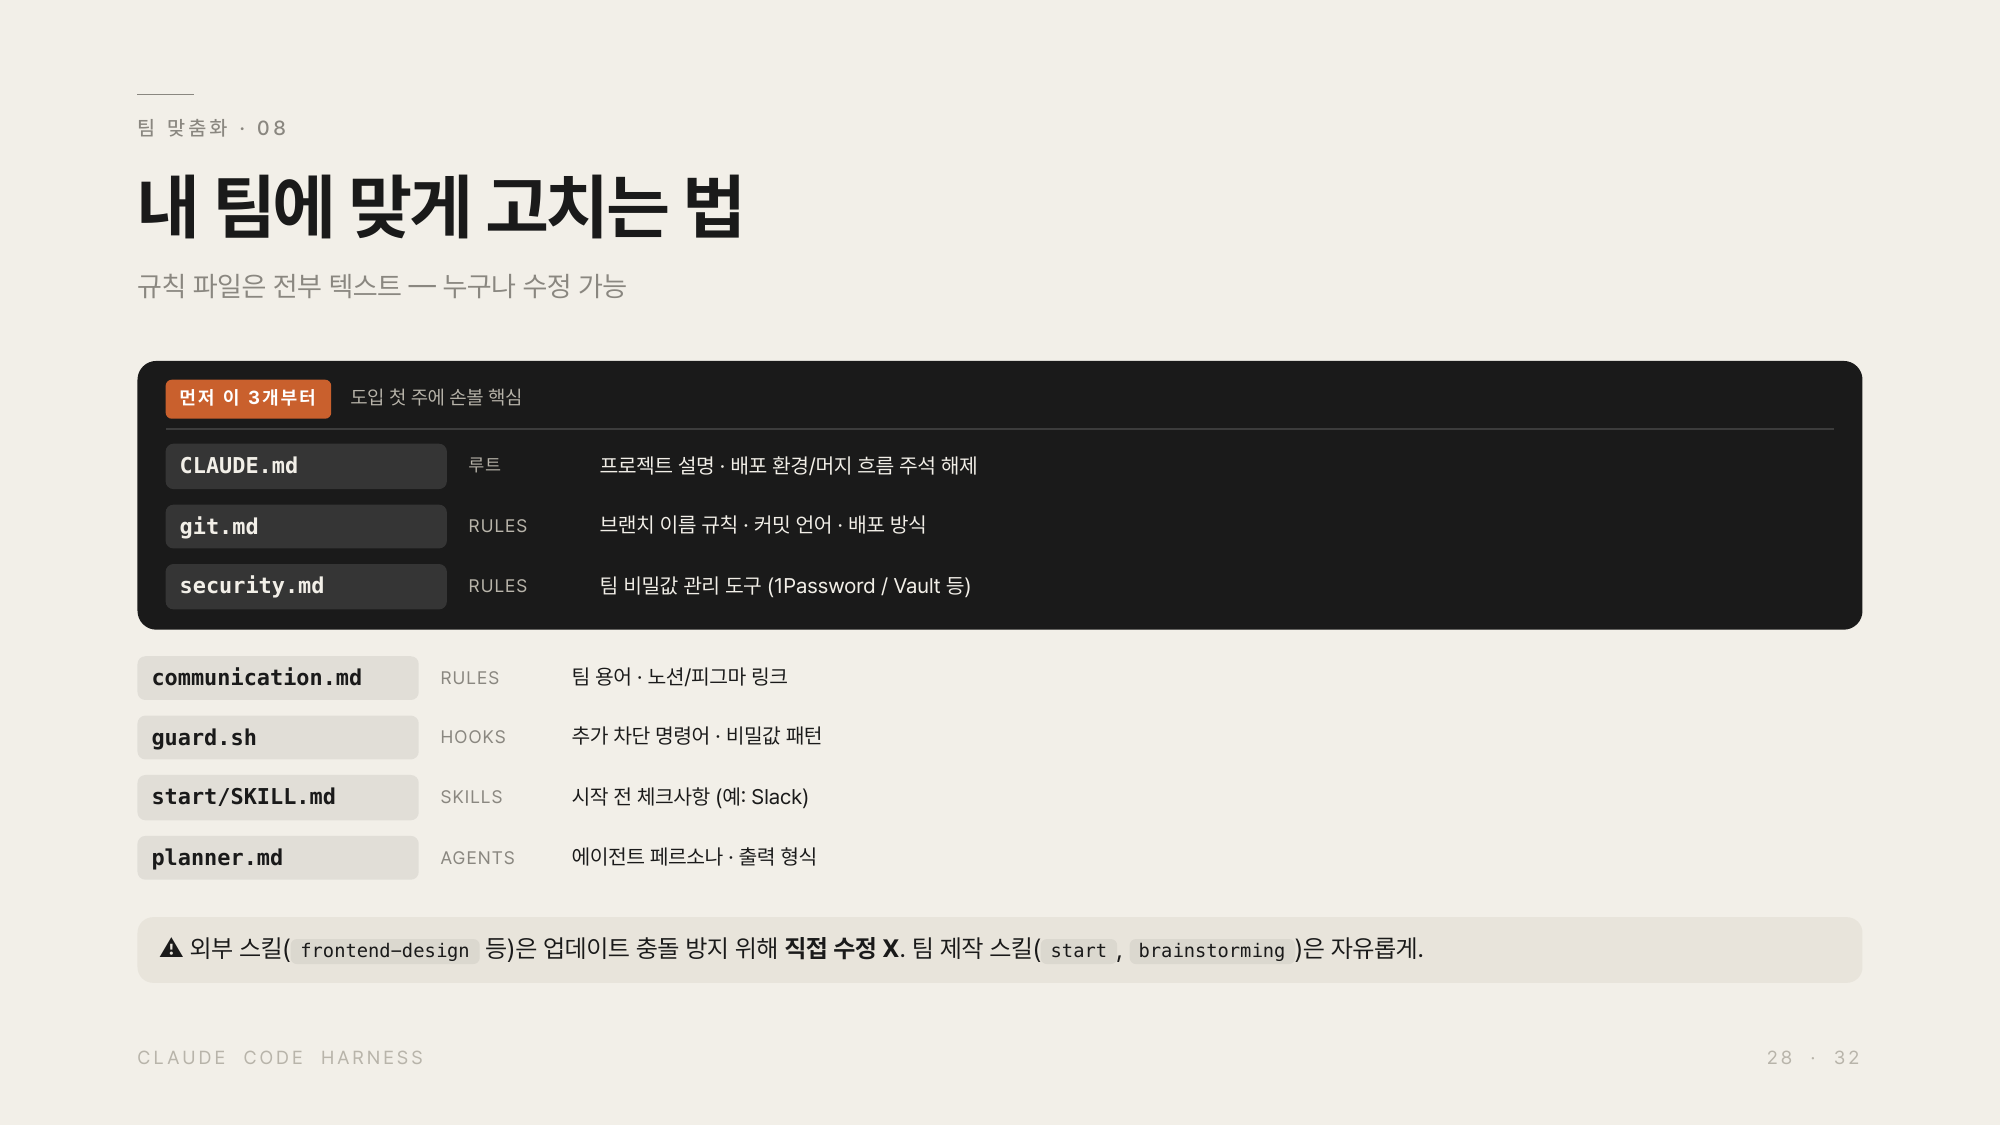 팀 맞춤화 · 08
내 팀에 맞게 고치는 법
규칙 파일은 전부 텍스트 — 누구나 수정 가능
먼저 이 3개부터 도입 첫 주에 손볼 핵심
CLAUDE.md 루트 프로젝트 설명 · 배포 환경/머지 흐름 주석 해제
git.md RULES 브랜치 이름 규칙 · 커밋 언어 · 배포 방식
security.md RULES 팀 비밀값 관리 도구 (1Password / Vault 등)
communication.md RULES 팀 용어 · 노션/피그마 링크
guard.sh HOOKS 추가 차단 명령어 · 비밀값 패턴
start/SKILL.md SKILLS 시작 전 체크사항 (예: Slack)
planner.md AGENTS 에이전트 페르소나 · 출력 형식
⚠ 외부 스킬( frontend-design 등)은 업데이트 충돌 방지 위해 직접 수정 X. 팀 제작 스킬( start , brainstorming )은 자유롭게.
CLAUDE CODE HARNESS 28 · 32